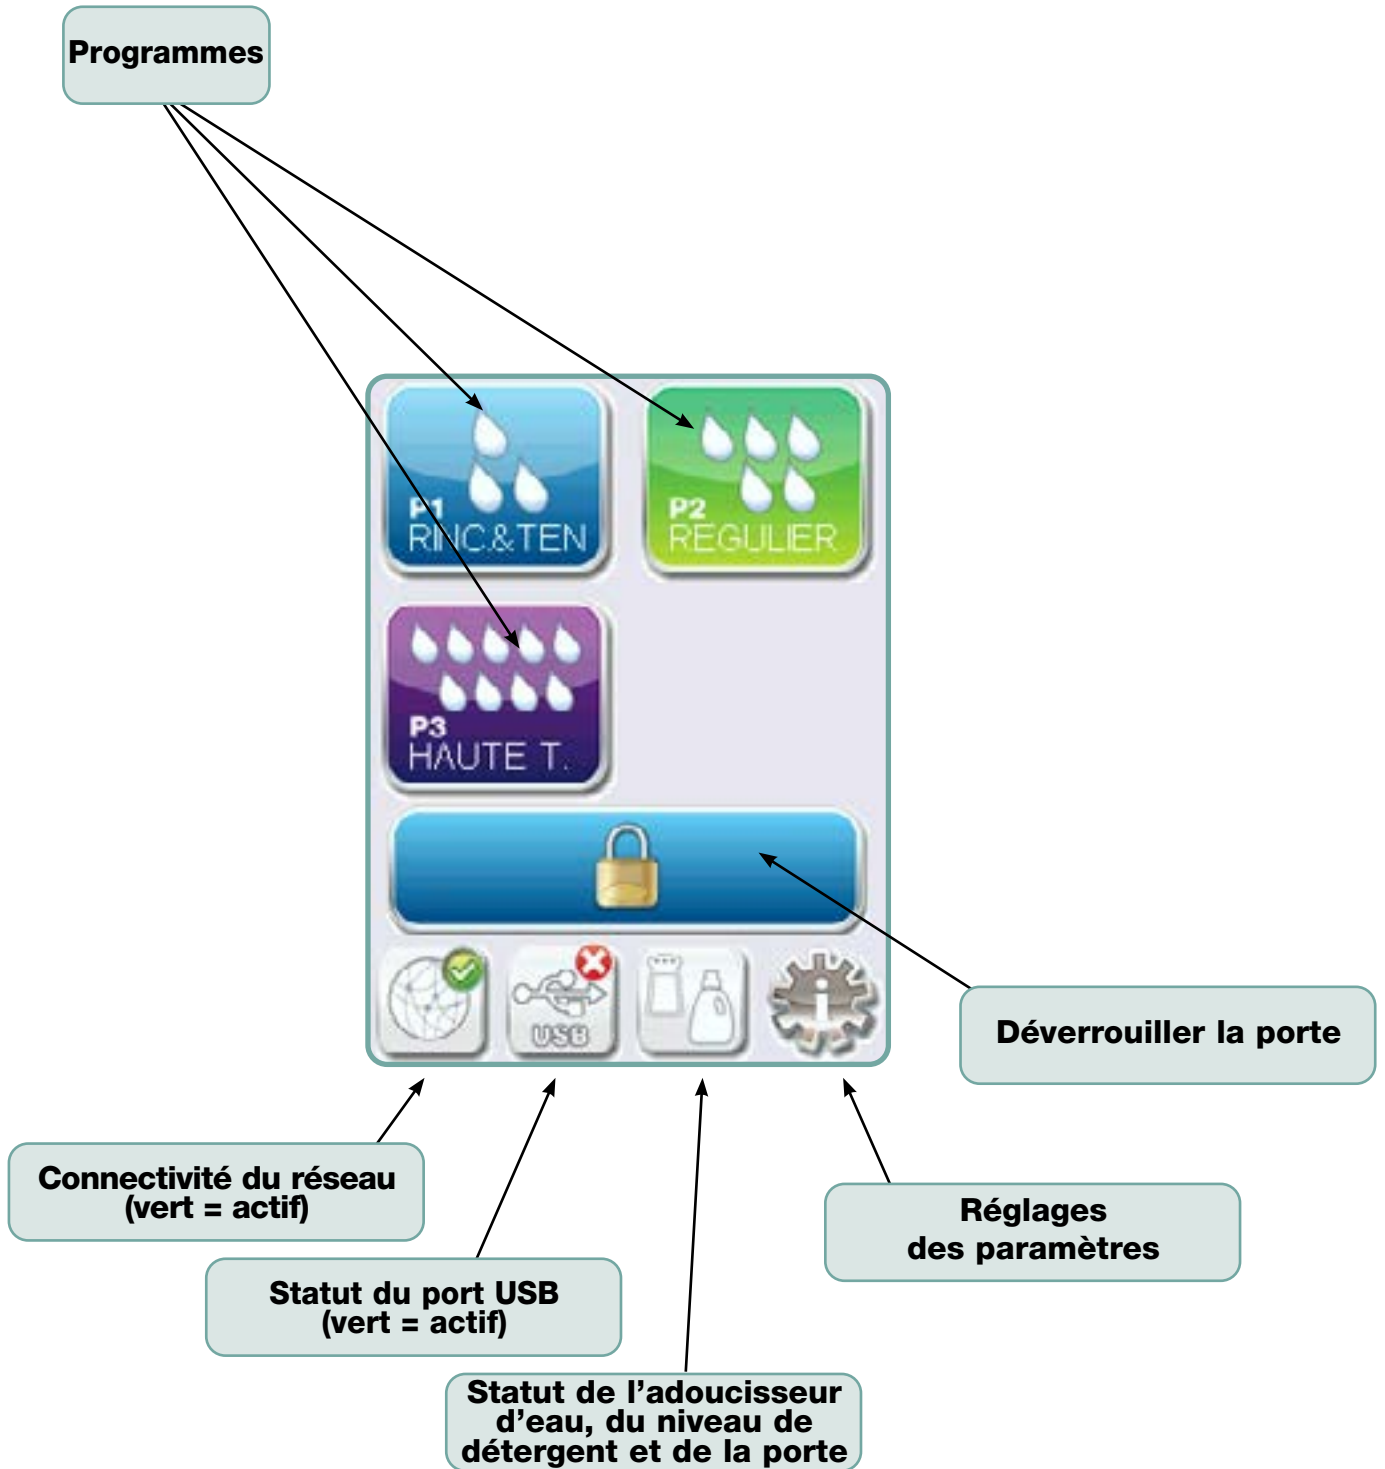 Programmes
P1
RINC.&TEN
P2
REGULIER
P3
HAUTE T.
USB
Déverrouiller la porte
Connectivité du réseau
(vert = actif)
Réglages
des paramètres
Statut du port USB
(vert = actif)
Statut de l’adoucisseur
d’eau, du niveau de
détergent et de la porte